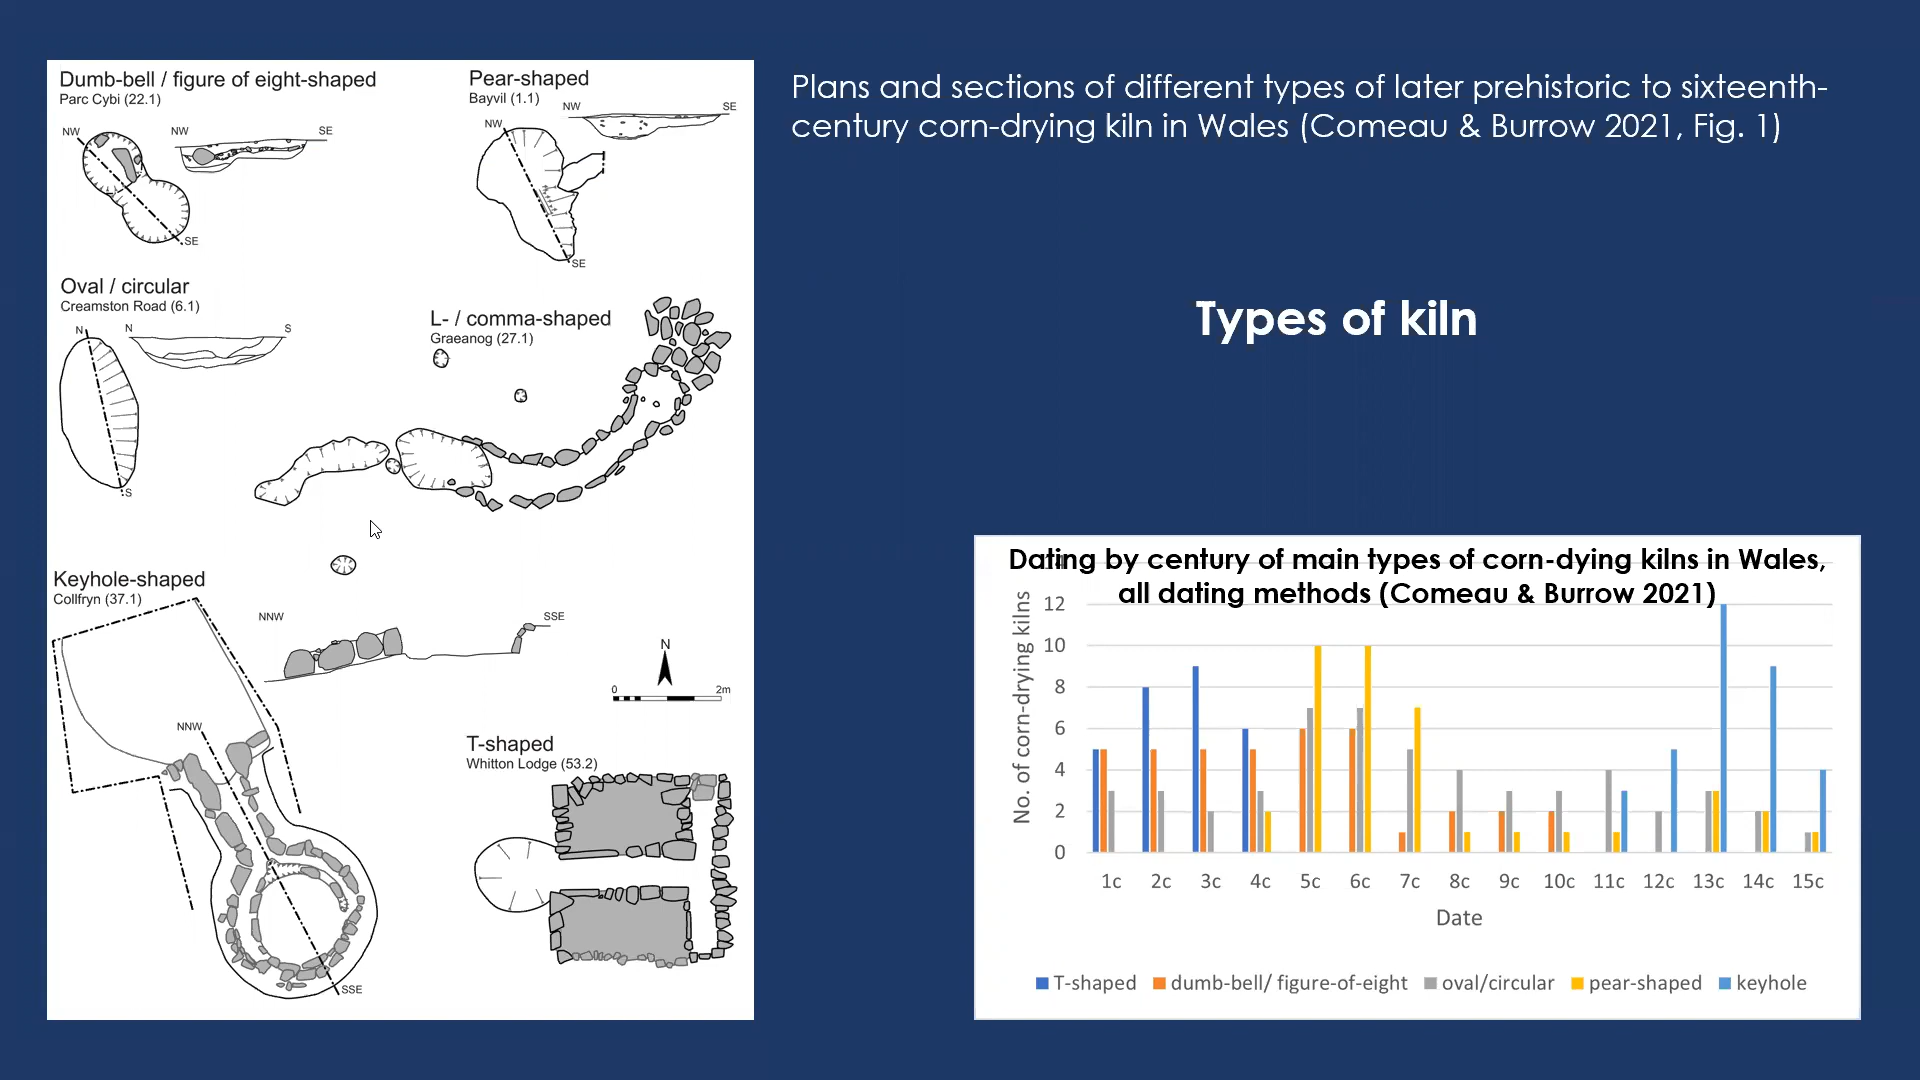 Dumb-bell / figure of eight-shaped
Parc Cybi (22.1)
NW
SE
NW
SE
Pear-shaped
Bayvil (1.1)
NW
SE
NW
SE
Oval / circular
Creamston Road (6.1)
N
S
N
S
L- / comma-shaped
Graeanog (27.1)
Keyhole-shaped
Collfryn (37.1)
NNW
SSE
NNW
SSE
N
0
2m
T-shaped
Whitton Lodge (53.2)
Plans and sections of different types of later prehistoric to sixteenth-
century corn-drying kiln in Wales (Comeau & Burrow 2021, Fig. 1)
Types of kiln
Dating by century of main types of corn-dying kilns in Wales,
all dating methods (Comeau & Burrow 2021)
No. of corn-drying kilns
14
12
10
8
6
4
2
0
1c 2c 3c 4c 5c 6c 7c 8c 9c 10c 11c 12c 13c 14c 15c
Date
T-shaped dumb-bell/ figure-of-eight oval/circular pear-shaped keyhole